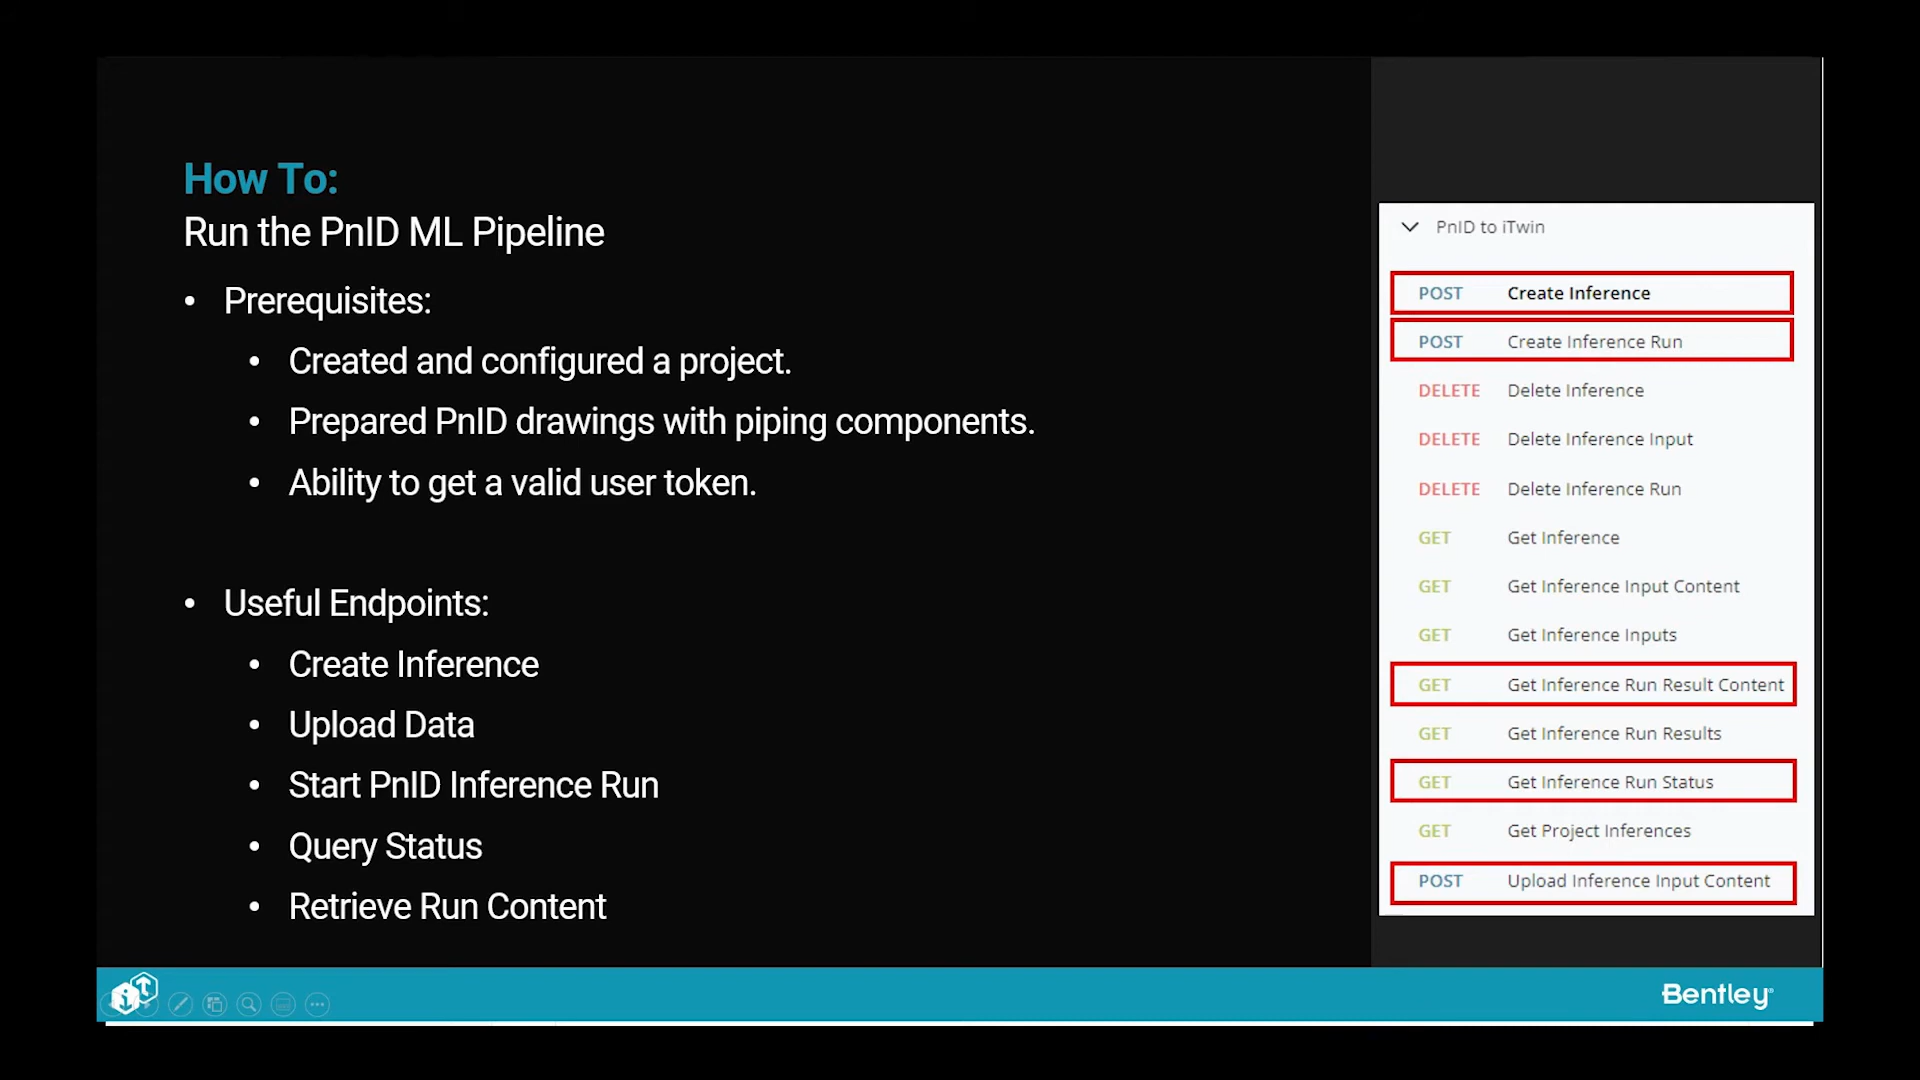 How To:
Run the PnID ML Pipeline
• Prerequisites:
• Created and configured a project.
• Prepared PnID drawings with piping components.
• Ability to get a valid user token.
• Useful Endpoints:
• Create Inference
• Upload Data
• Start PnID Inference Run
• Query Status
• Retrieve Run Content
PnID to iTwin
POST Create Inference
POST Create Inference Run
DELETE Delete Inference
DELETE Delete Inference Input
DELETE Delete Inference Run
GET Get Inference
GET Get Inference Input Content
GET Get Inference Inputs
GET Get Inference Run Result Content
GET Get Inference Run Results
GET Get Inference Run Status
GET Get Project Inferences
POST Upload Inference Input Content
iT
Bentley®